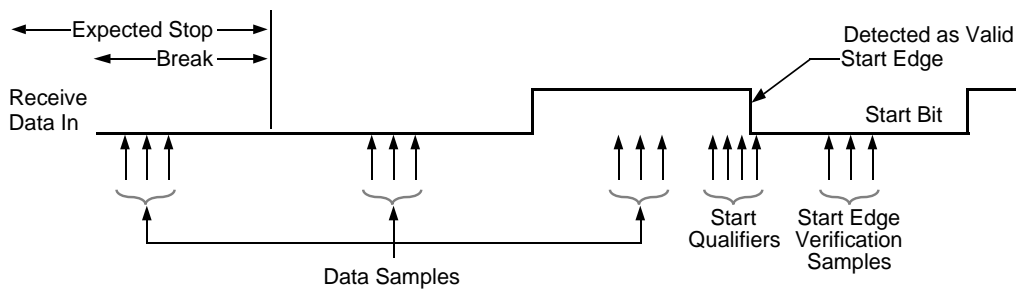 Expected Stop
Break
Detected as Valid
Start Edge
Receive
Data In
Start Bit
Start
Qualifiers
Start Edge
Verification
Samples
Data Samples